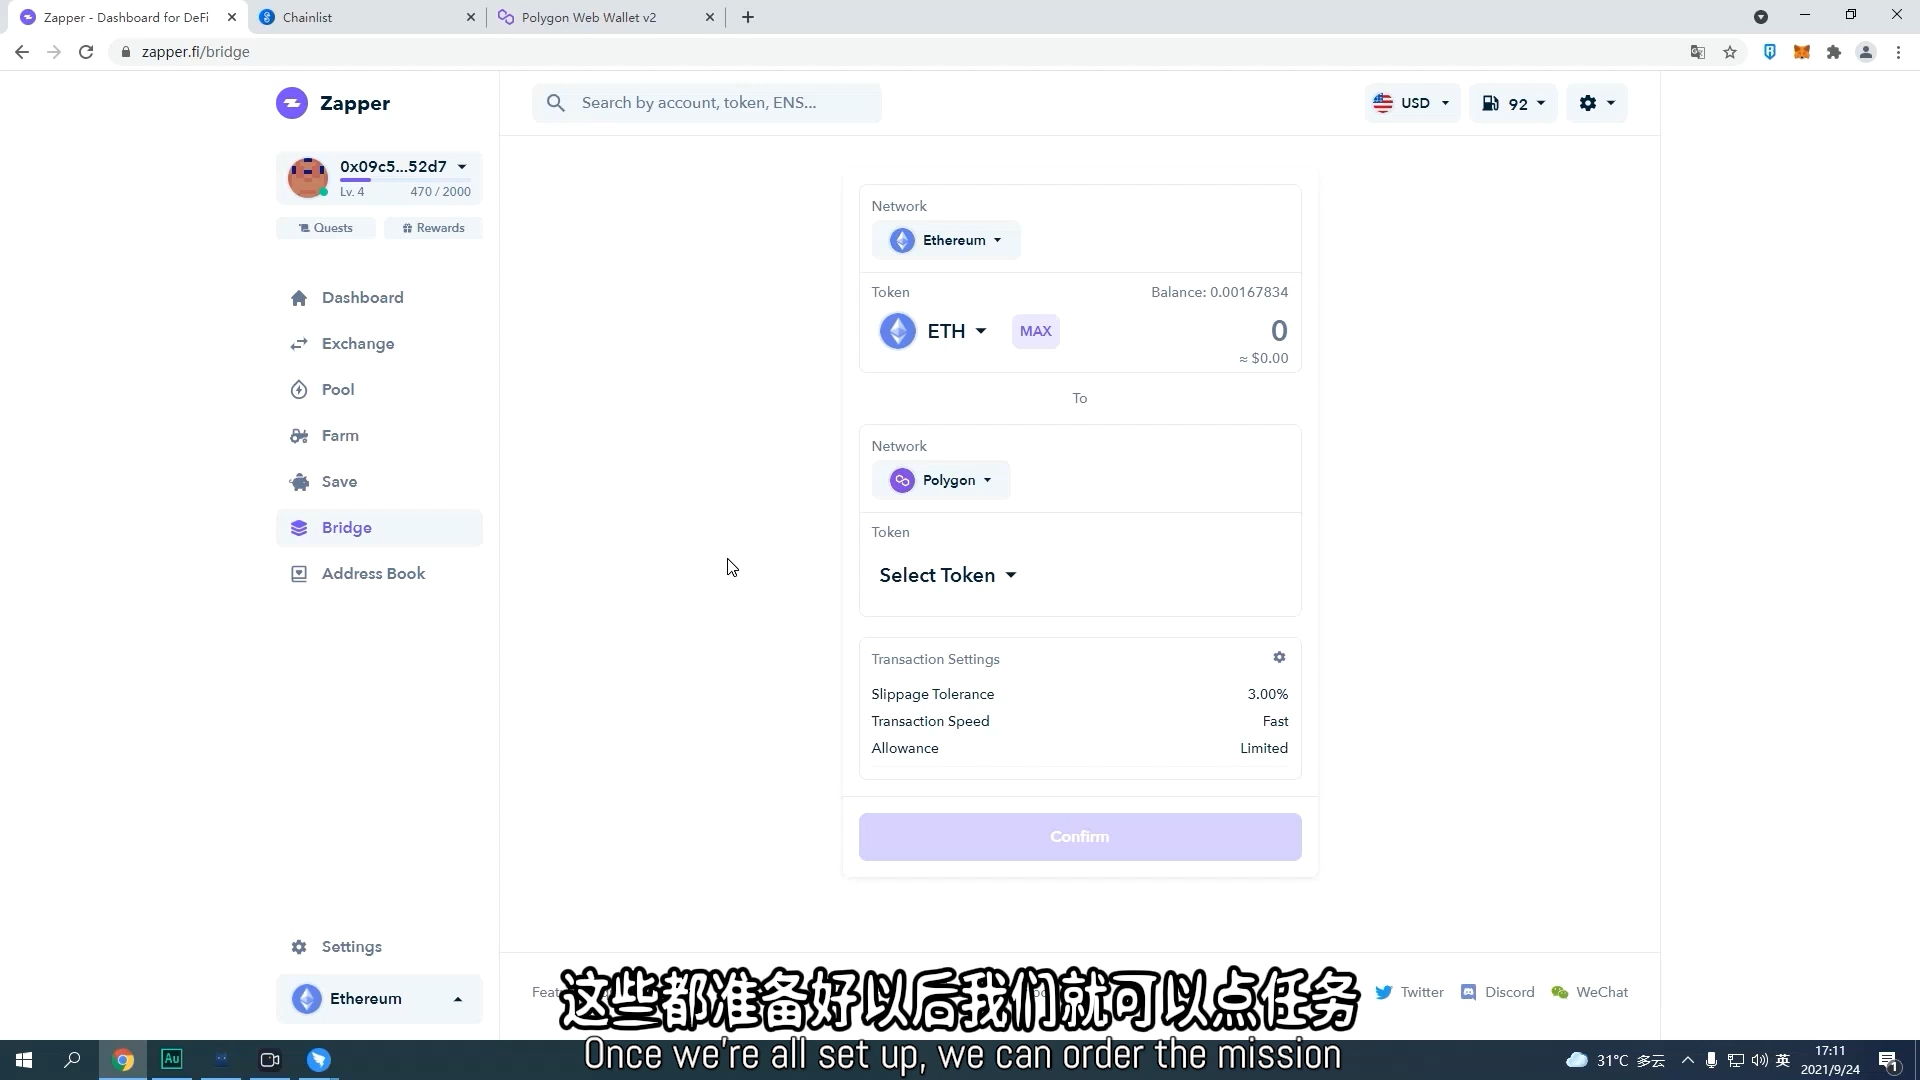 Zapper - Dashboard for DeFi
Chainlist
Polygon Web Wallet v2
zapper.fi/bridge
Zapper
Search by account, token, ENS...
USD
92
0x09c5...52d7
Lv. 4
470 / 2000
Quests
Rewards
Dashboard
Exchange
Pool
Farm
Save
Bridge
Address Book
Settings
Ethereum
Network
Ethereum
Token
Balance: 0.00167834
ETH
MAX
0
≈ $0.00
To
Network
Polygon
Token
Select Token
Transaction Settings
Slippage Tolerance
3.00%
Transaction Speed
Fast
Allowance
Limited
Confirm
Twitter
Discord
WeChat
这些都准备好以后我们就可以点任务
Once we're all set up, we can order the mission
Au
31°C 多云
英
17:11
2021/9/24
1